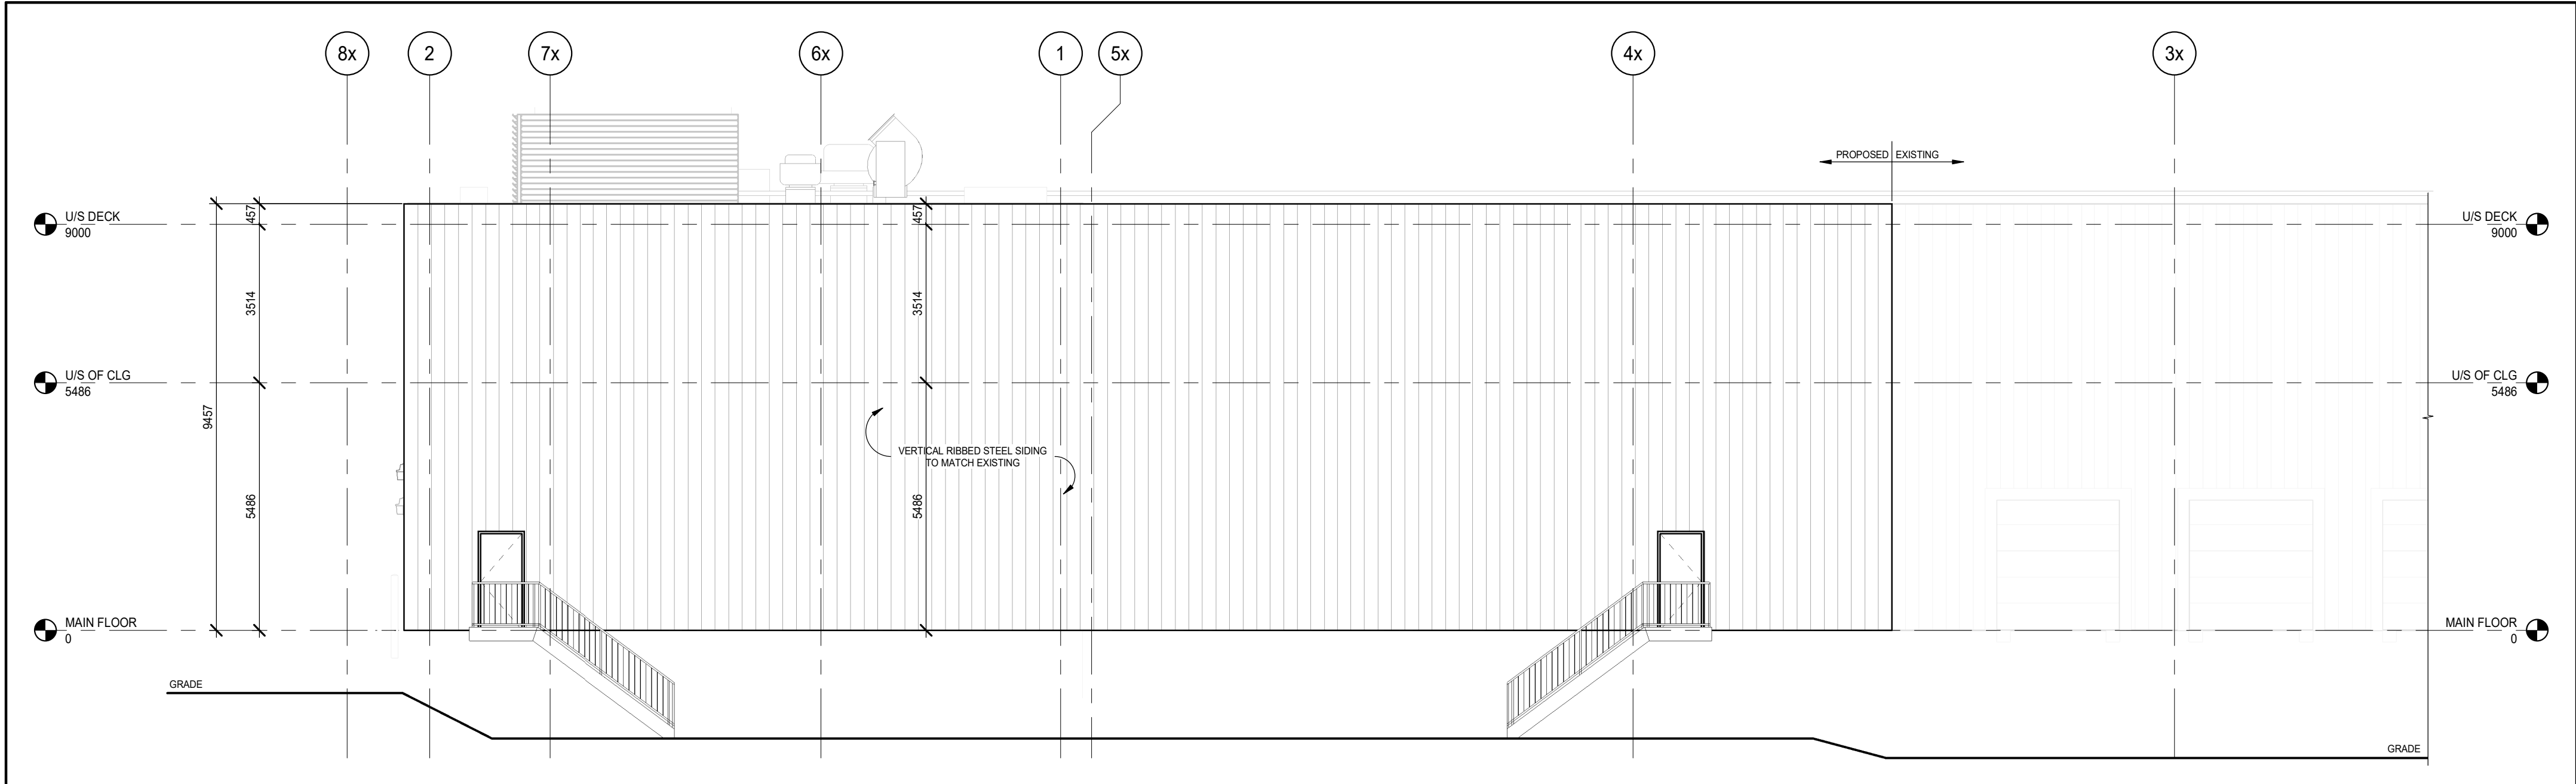 8x
2
7x
6x
1
5x
4x
3x
PROPOSED
EXISTING
U/S DECK
9000
457
457
U/S DECK
9000
3514
3514
U/S OF CLG
5486
U/S OF CLG
5486
9457
VERTICAL RIBBED STEEL SIDING
TO MATCH EXISTING
5486
5486
MAIN FLOOR
0
MAIN FLOOR
0
GRADE
GRADE